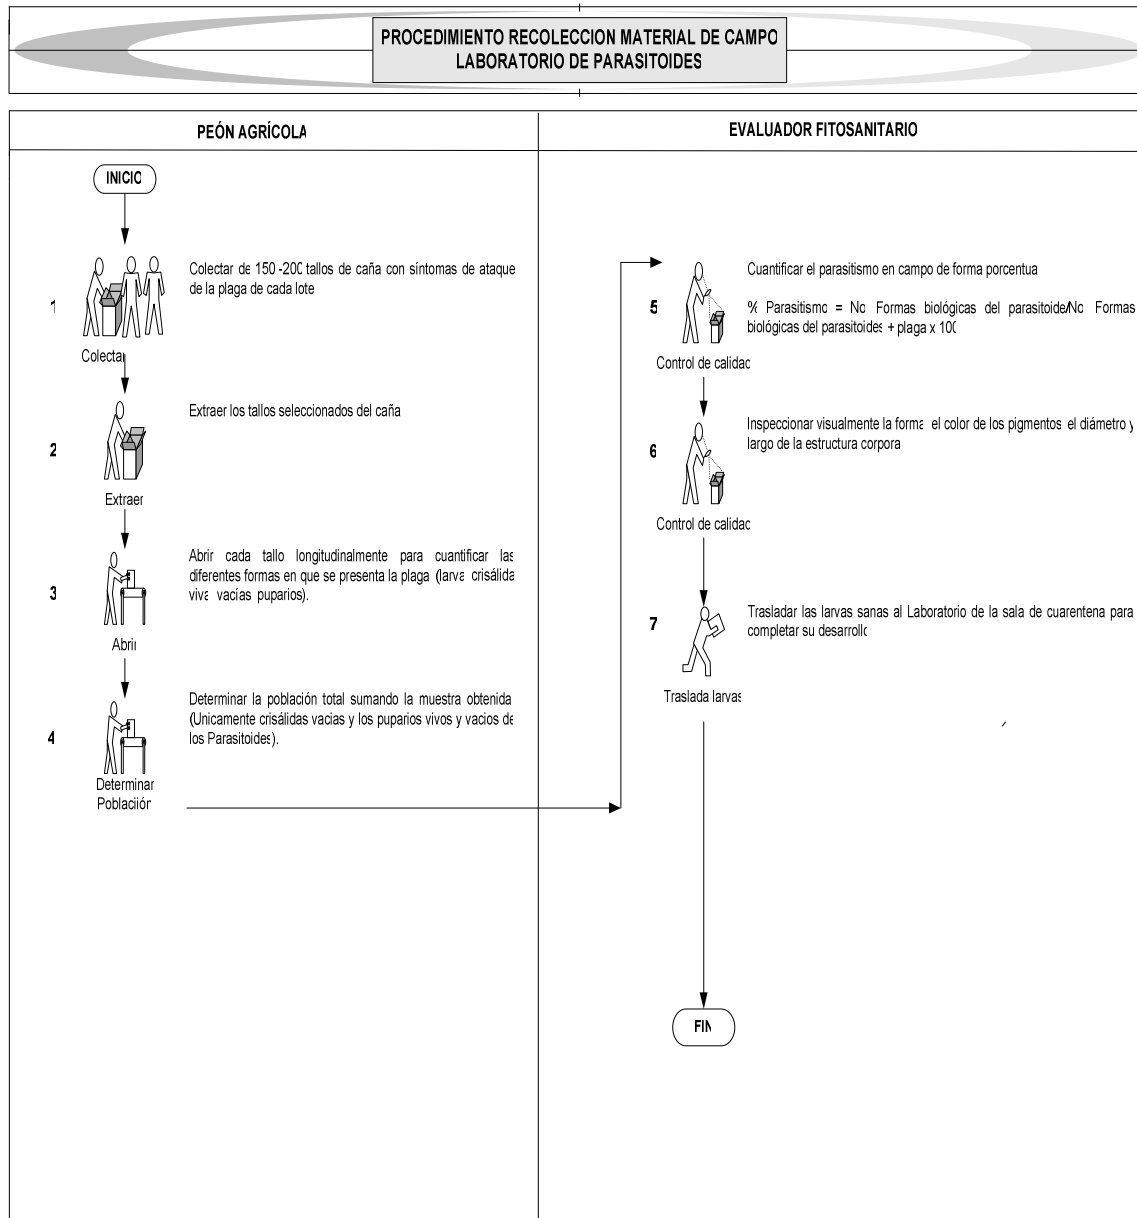 PROCEDIMIENTO RECOLECCION MATERIAL DE CAMPO
LABORATORIO DE PARASITOIDES
PEÓN AGRÍCOLA
INICIO
1
Colectar
Colectar de 150 -200 tallos de caña con síntomas de ataque
de la plaga de cada lote
2
Extraer
Extraer los tallos seleccionados del caña
3
Abrir
Abrir cada tallo longitudinalmente para cuantificar las
diferentes formas en que se presenta la plaga (larva crisálida
viva vacías puparios).
4
Determinar
Poblaciión
Determinar la población total sumando la muestra obtenida
(Unicamente crisálidas vacias y los puparios vivos y vacios de
los Parasitoides).
EVALUADOR FITOSANITARIO
5
Control de calidad
Cuantificar el parasitismo en campo de forma porcentua
% Parasitismo = No Formas biológicas del parasitoide/No Formas
biológicas del parasitoides + plaga x 100
6
Control de calidad
Inspeccionar visualmente la forma el color de los pigmentos el diámetro y
largo de la estructura corpora
7
Traslada larvas
Trasladar las larvas sanas al Laboratorio de la sala de cuarentena para
completar su desarrollo
FIN